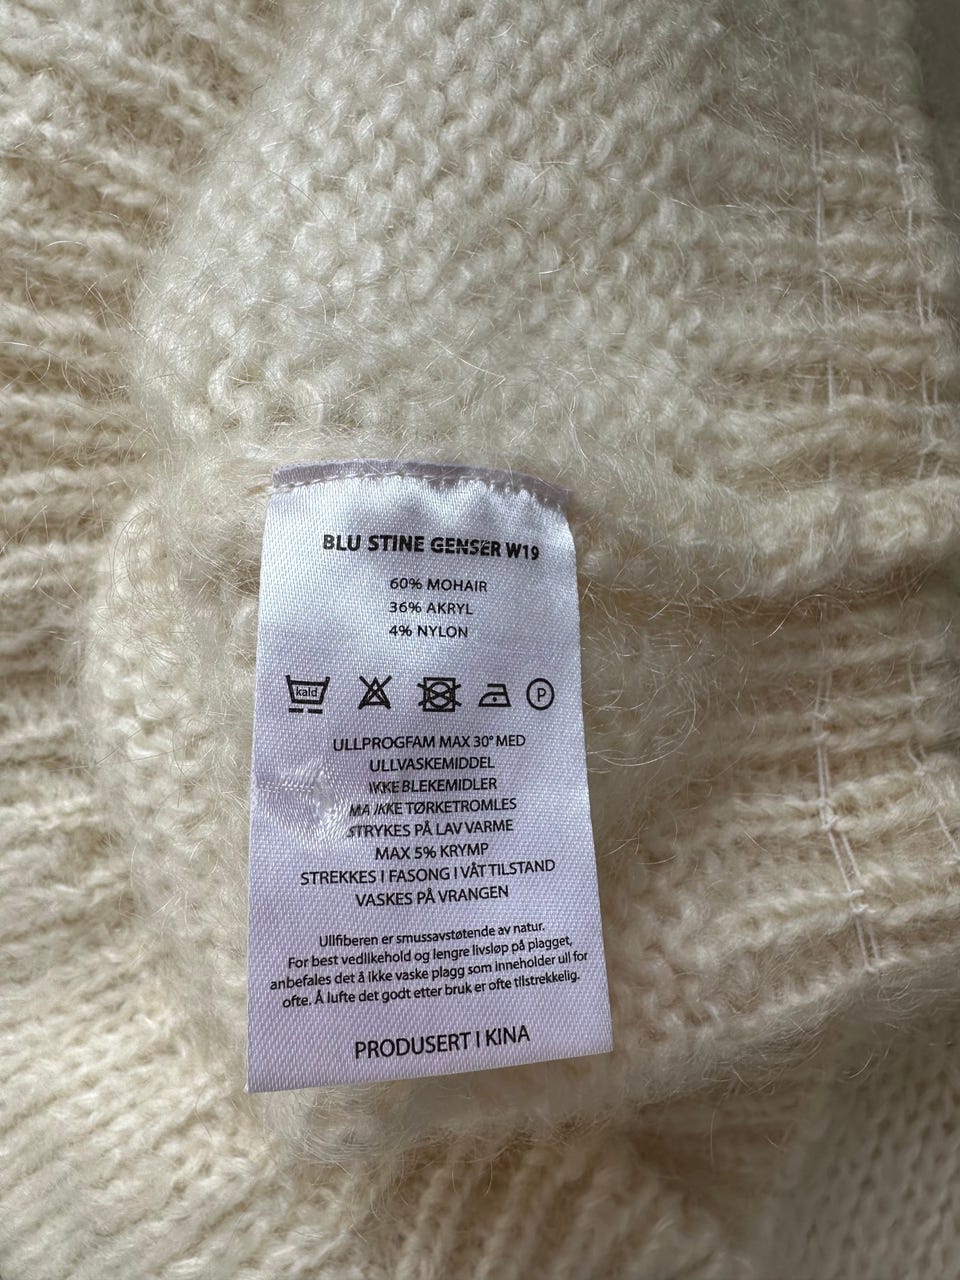 BLU STINE GENSER W19
60% MOHAIR
36% AKRYL
4% NYLON
kald P
ULLPROGFAM MAX 30° MED
ULLVASKEMIDDEL
IKKE BLEKEMIDLER
MA IKKE TØRKETROMLES
STRYKES PÅ LAV VARME
MAX 5% KRYMP
STREKKES I FASONG I VÅT TILSTAND
VASKES PÅ VRANGEN
Ullfiberen er smussavstøtende av natur.
For best vedlikehold og lengre livsløp på plagget,
anbefales det å ikke vaske plagg som inneholder ull for
ofte. Å lufte det godt etter bruk er ofte tilstrekkelig.
PRODUSERT I KINA